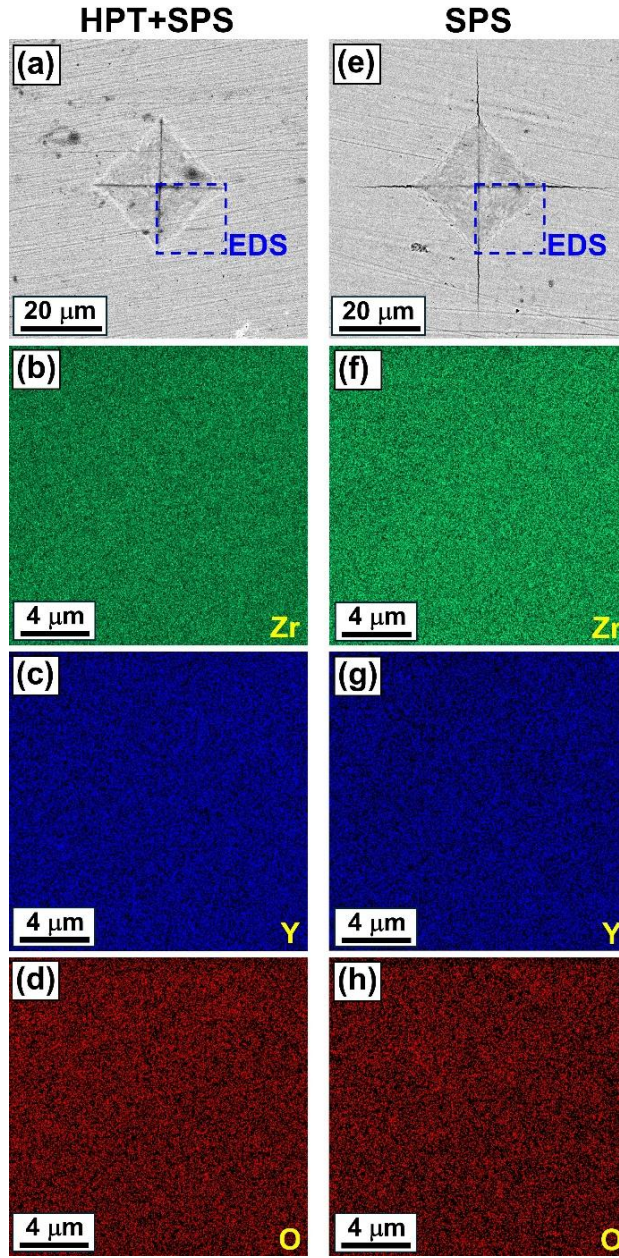 HPT+SPS
SPS
(a)
(e)
EDS
EDS
20 μm
20 μm
(b)
(f)
4 μm
Zr
4 μm
Zr
(c)
(g)
4 μm
Y
4 μm
Y
(d)
(h)
4 μm
O
4 μm
O